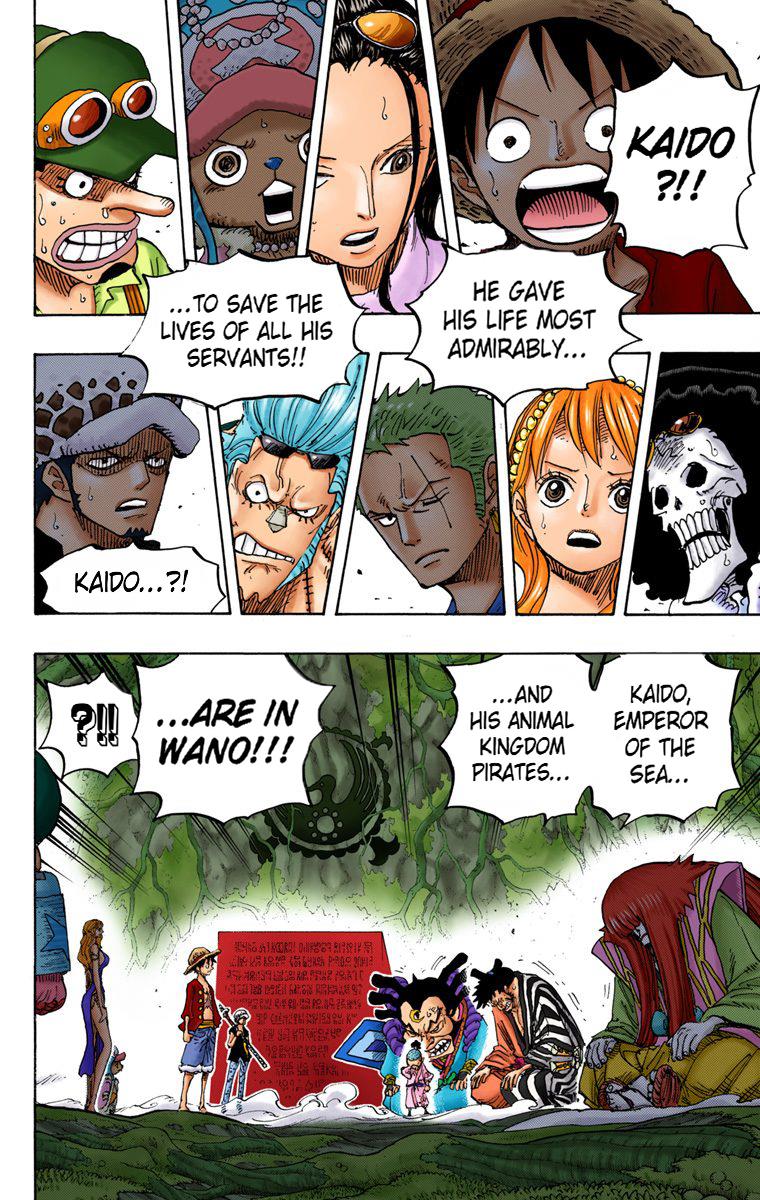 KAIDO
?!!
HE GAVE
HIS LIFE MOST
ADMIRABLY...
...TO SAVE THE
LIVES OF ALL HIS
SERVANTS!!
KAIDO...?!
KAIDO,
EMPEROR
OF THE
SEA...
...AND
HIS ANIMAL
KINGDOM
PIRATES...
...ARE IN
WANO!!!
?!!